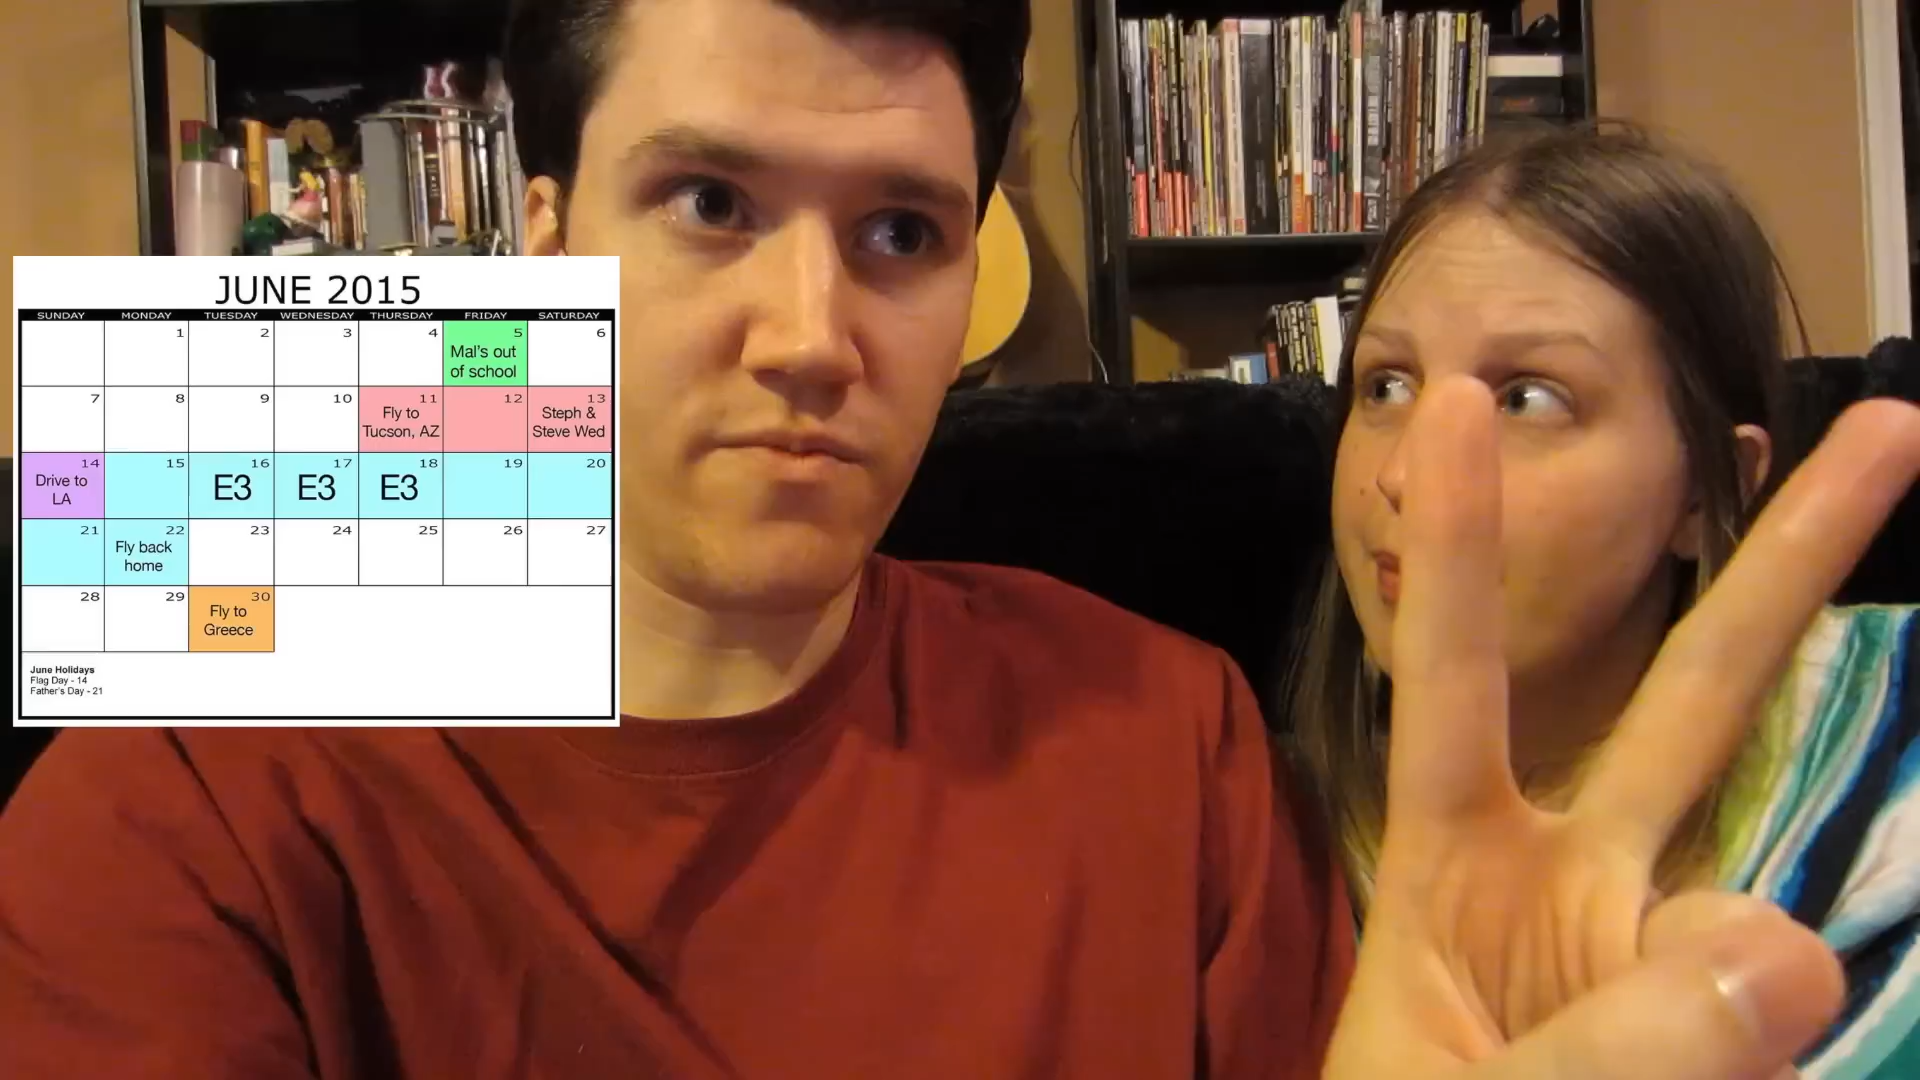 JUNE 2015
SUNDAY MONDAY TUESDAY WEDNESDAY THURSDAY FRIDAY SATURDAY
1 2 3 4 5 6
Mal's out
of school
7 8 9 10 11 12 13
Fly to
Tucson, AZ
Steph &
Steve Wed
14 15 16 17 18 19 20
Drive to
LA
E3 E3 E3
21 22 23 24 25 26 27
Fly back
home
28 29 30
Fly to
Greece
June Holidays
Flag Day - 14
Father's Day - 21